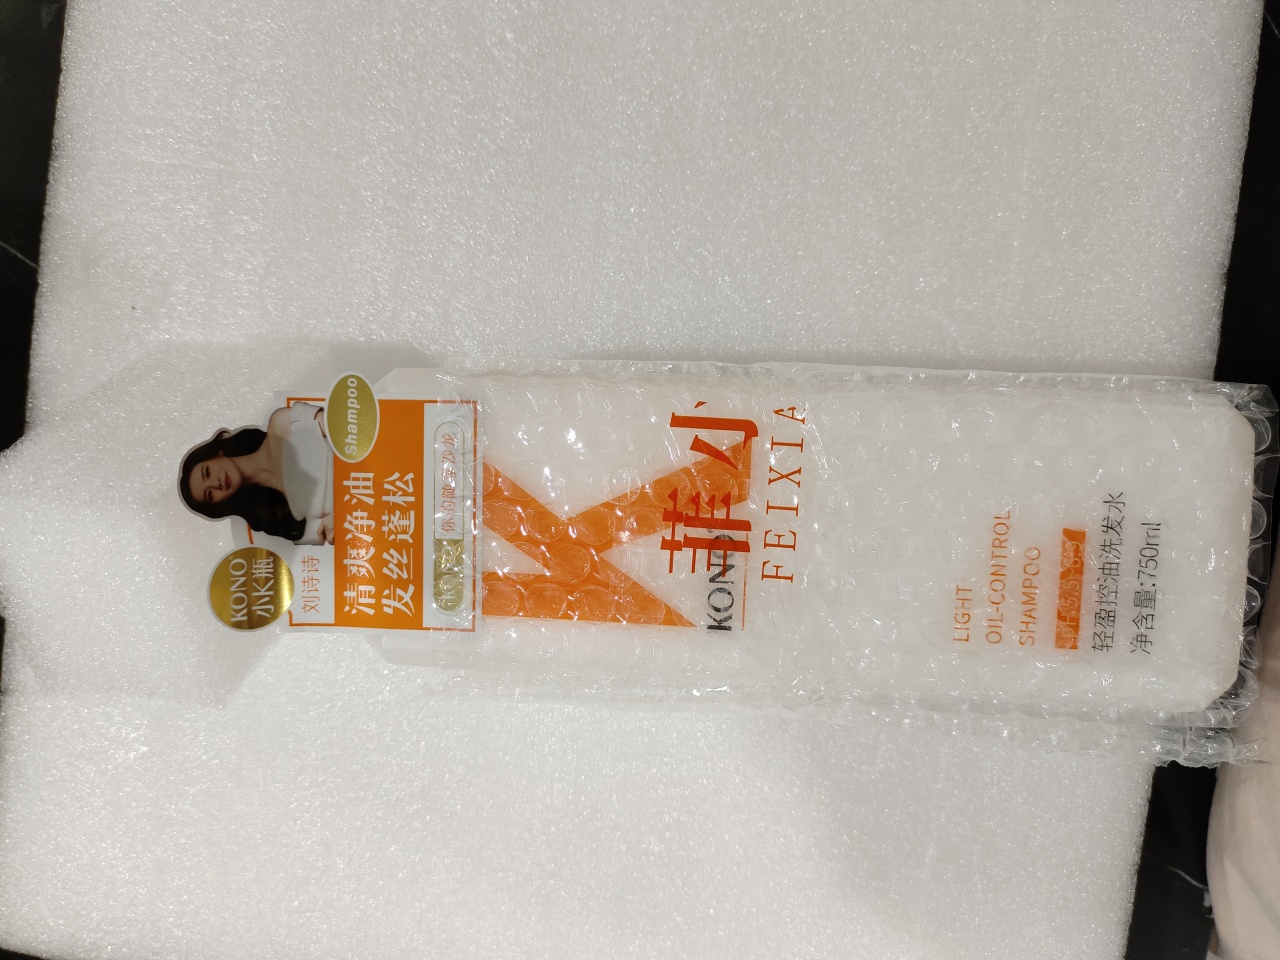 KONO
小K瓶
刘诗诗
Shampoo
清爽净油
发丝蓬松
KONO
菲小
FEIXIA
LIGHT
OIL-CONTROL
SHAMPOO
轻盈控油洗发水
净含量:750ml